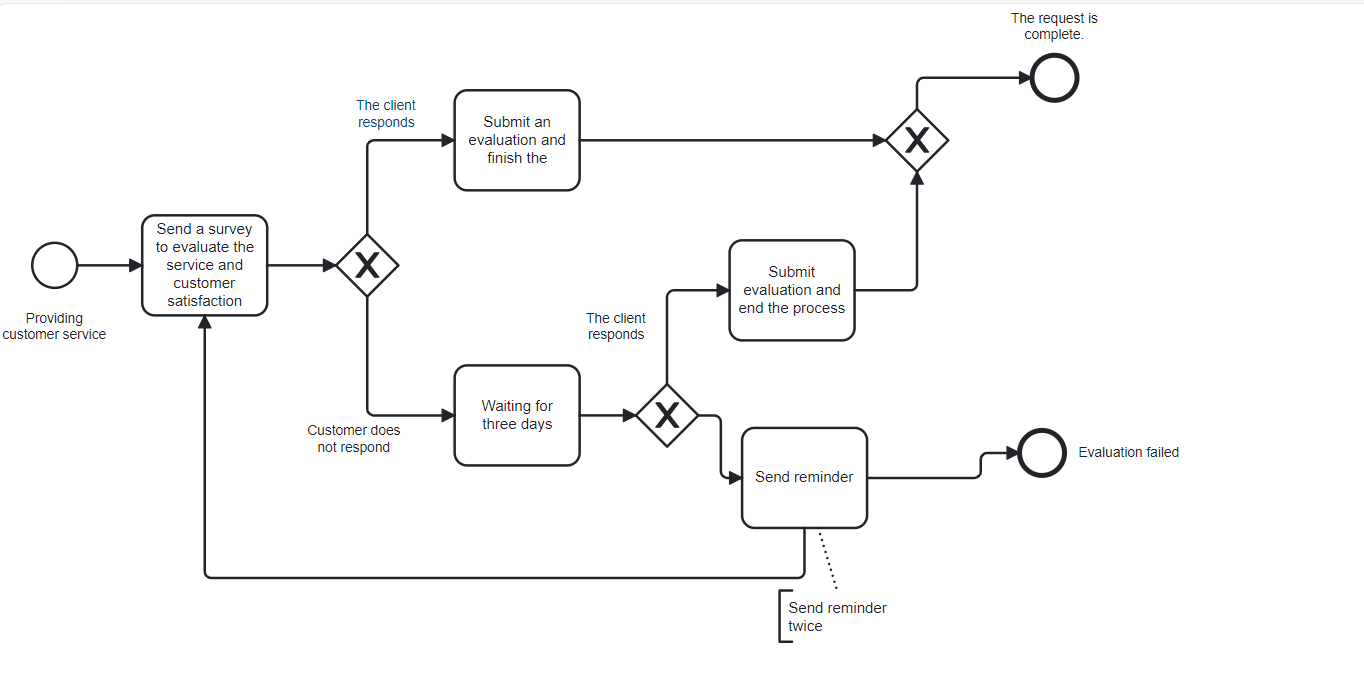 The request is
complete.
The client
responds
Submit an
evaluation and
finish the
Send a survey
to evaluate the
service and
customer
satisfaction
Providing
customer service
Submit
evaluation and
end the process
The client
responds
Waiting for
three days
Customer does
not respond
Send reminder
Evaluation failed
Send reminder
twice